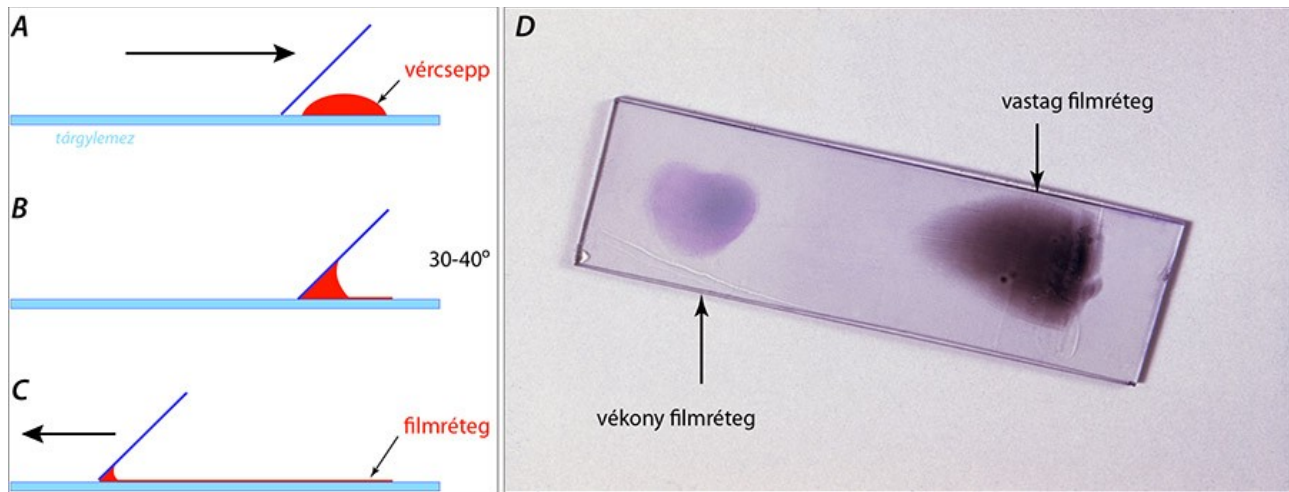 A
vércsepp
tárgylemez
B
30-40°
C
filmréteg
D
vastag filmréteg
vékony filmréteg